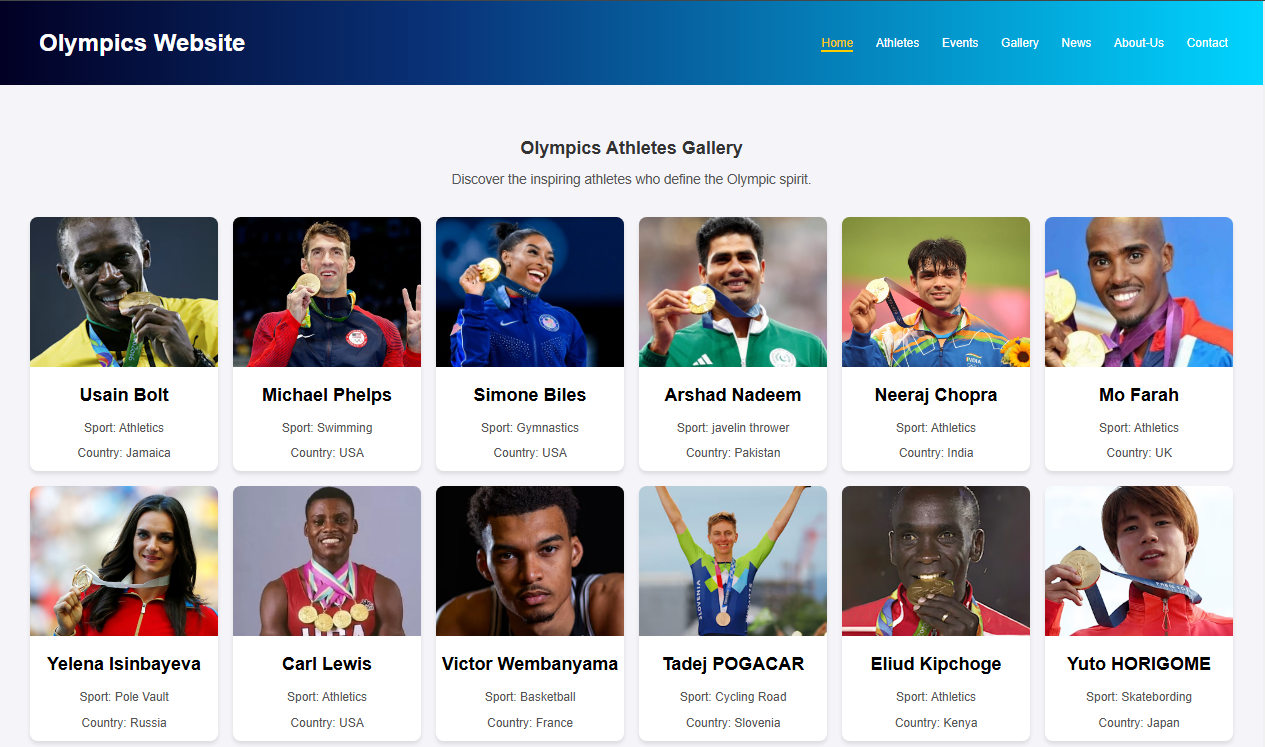 Olympics Website
Home Athletes Events Gallery News About-Us Contact
Olympics Athletes Gallery
Discover the inspiring athletes who define the Olympic spirit.
INDIA
SLOVENIA
USA
Usain Bolt
Sport: Athletics
Country: Jamaica
Michael Phelps
Sport: Swimming
Country: USA
Simone Biles
Sport: Gymnastics
Country: USA
Arshad Nadeem
Sport: javelin thrower
Country: Pakistan
Neeraj Chopra
Sport: Athletics
Country: India
Mo Farah
Sport: Athletics
Country: UK
Yelena Isinbayeva
Sport: Pole Vault
Country: Russia
Carl Lewis
Sport: Athletics
Country: USA
Victor Wembanyama
Sport: Basketball
Country: France
Tadej POGACAR
Sport: Cycling Road
Country: Slovenia
Eliud Kipchoge
Sport: Athletics
Country: Kenya
Yuto HORIGOME
Sport: Skatebording
Country: Japan